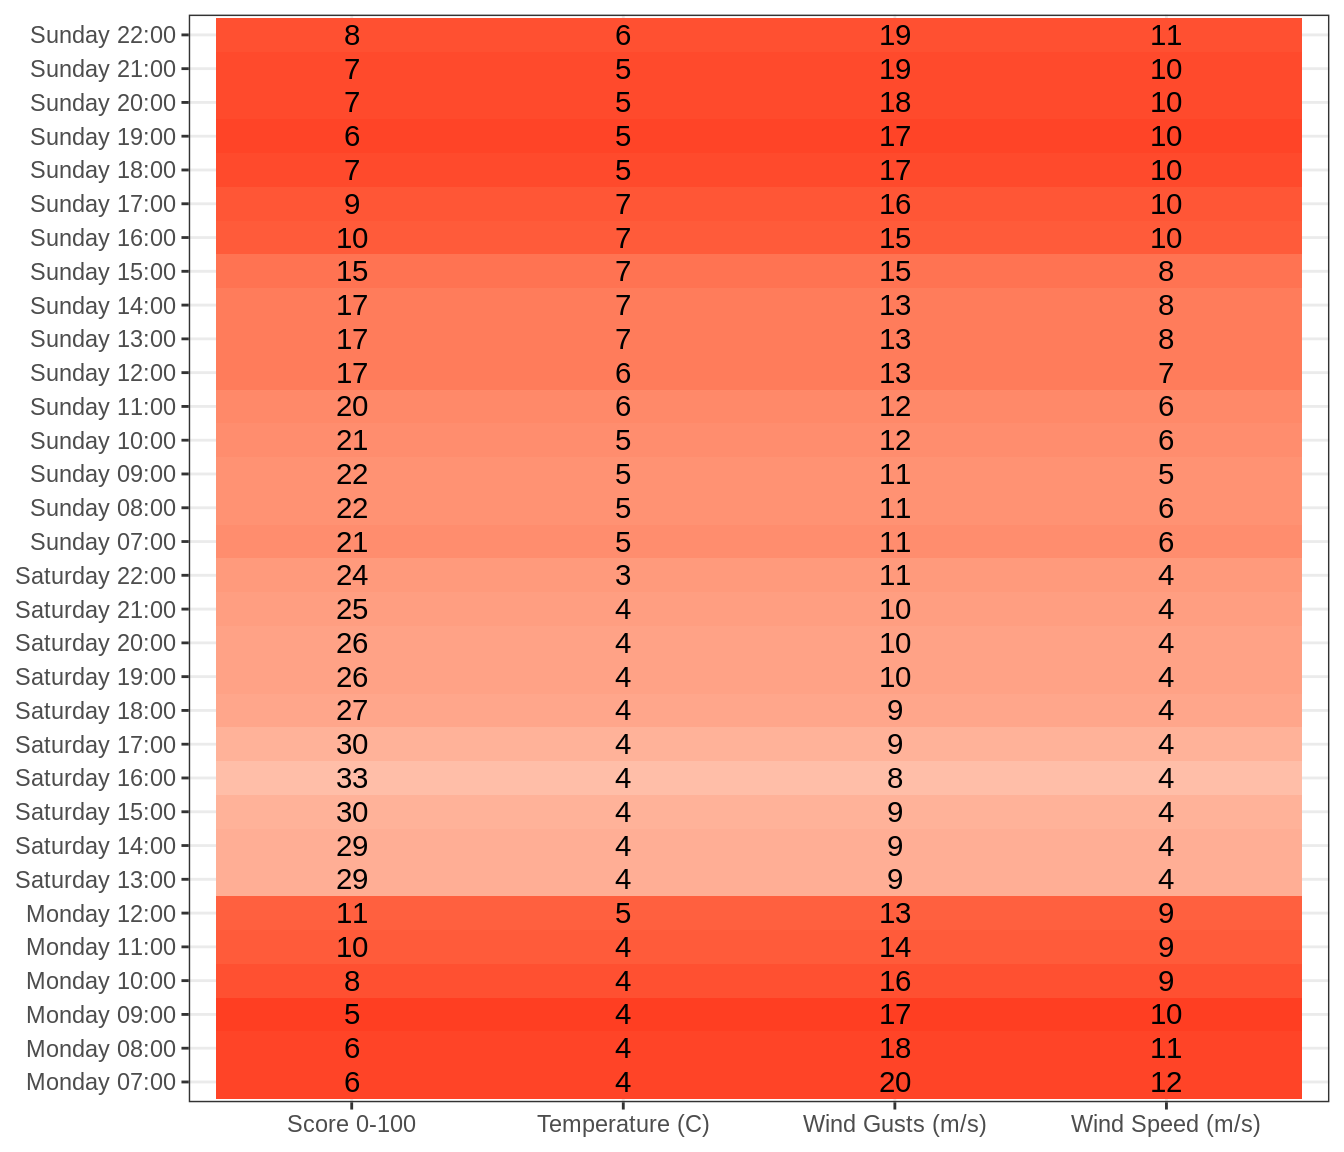 Sunday 22:00 8 6 19 11
Sunday 21:00 7 5 19 10
Sunday 20:00 7 5 18 10
Sunday 19:00 6 5 17 10
Sunday 18:00 7 5 17 10
Sunday 17:00 9 7 16 10
Sunday 16:00 10 7 15 10
Sunday 15:00 15 7 15 8
Sunday 14:00 17 7 13 8
Sunday 13:00 17 7 13 8
Sunday 12:00 17 6 13 7
Sunday 11:00 20 6 12 6
Sunday 10:00 21 5 12 6
Sunday 09:00 22 5 11 5
Sunday 08:00 22 5 11 6
Sunday 07:00 21 5 11 6
Saturday 22:00 24 3 11 4
Saturday 21:00 25 4 10 4
Saturday 20:00 26 4 10 4
Saturday 19:00 26 4 10 4
Saturday 18:00 27 4 9 4
Saturday 17:00 30 4 9 4
Saturday 16:00 33 4 8 4
Saturday 15:00 30 4 9 4
Saturday 14:00 29 4 9 4
Saturday 13:00 29 4 9 4
Monday 12:00 11 5 13 9
Monday 11:00 10 4 14 9
Monday 10:00 8 4 16 9
Monday 09:00 5 4 17 10
Monday 08:00 6 4 18 11
Monday 07:00 6 4 20 12
Score 0-100 Temperature (C) Wind Gusts (m/s) Wind Speed (m/s)